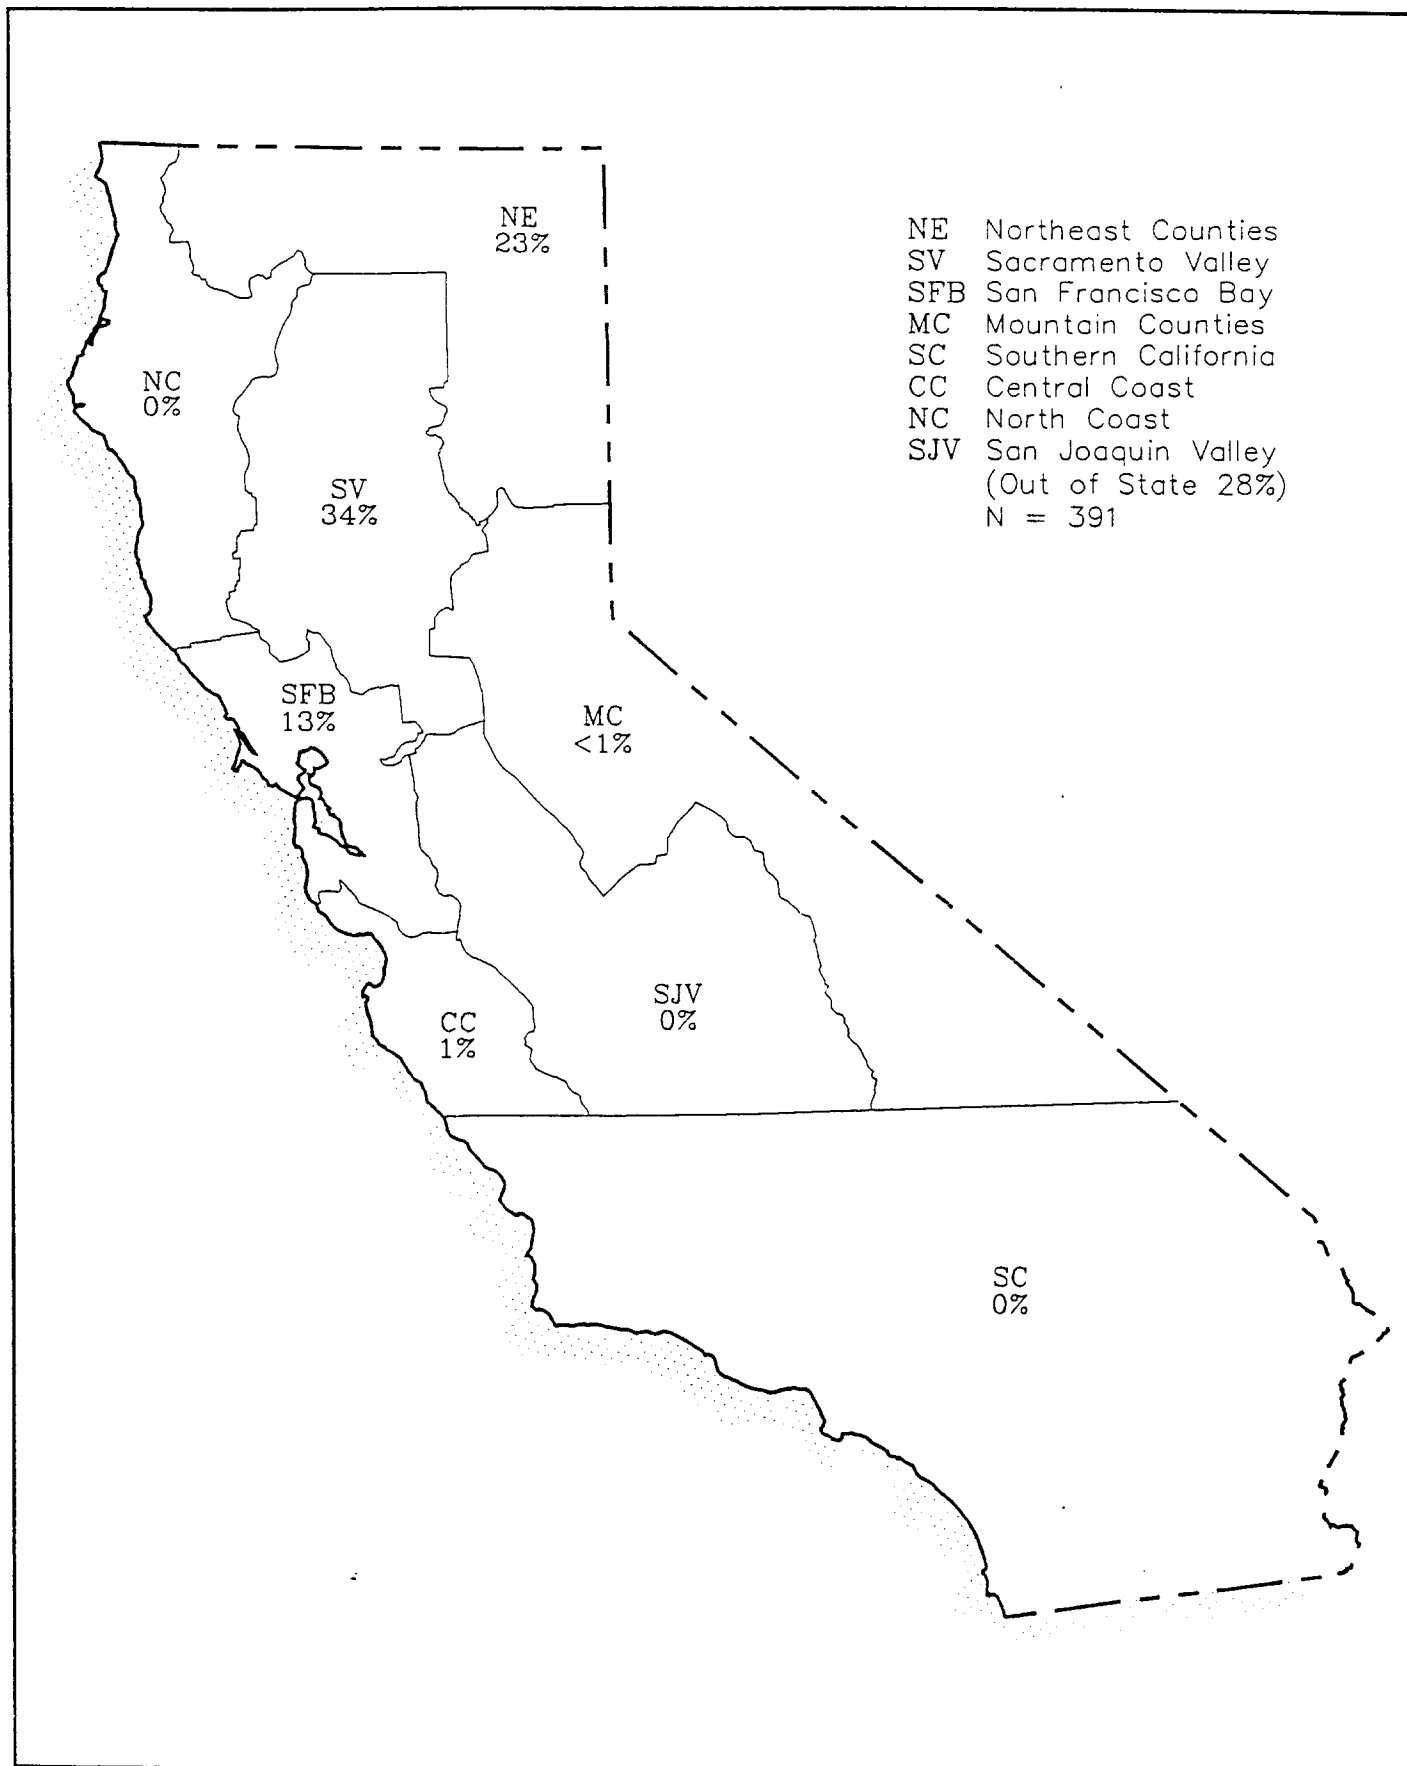 NE
23%
NE Northeast Counties
SV Sacramento Valley
SFB San Francisco Bay
MC Mountain Counties
SC Southern California
CC Central Coast
NC North Coast
SJV San Joaquin Valley
(Out of State 28%)
N = 391
NC
0%
SV
34%
SFB
13%
MC
<1%
SJV
0%
CC
1%
SC
0%